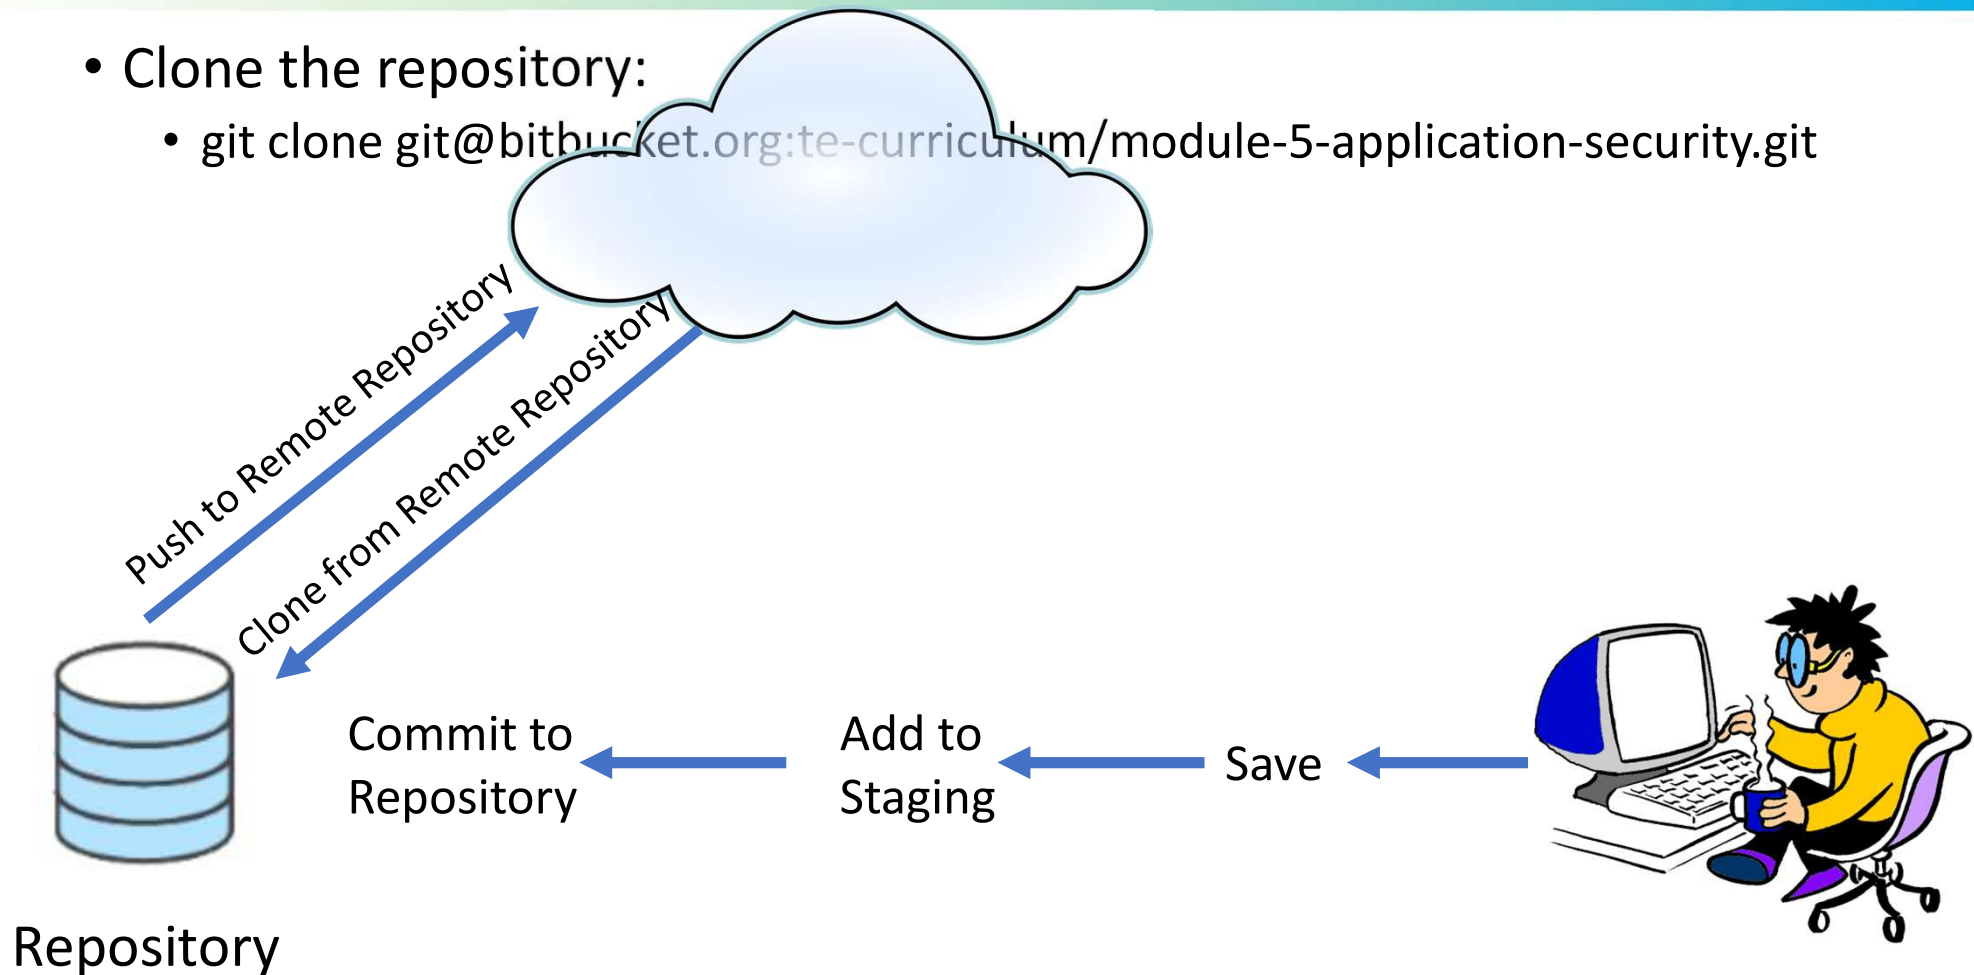 • Clone the repository:
• git clone git@bitbucket.org:te-curriculum/module-5-application-security.git
Push to Remote Repository
Clone from Remote Repository
Commit to
Repository
Add to
Staging
Save
Repository